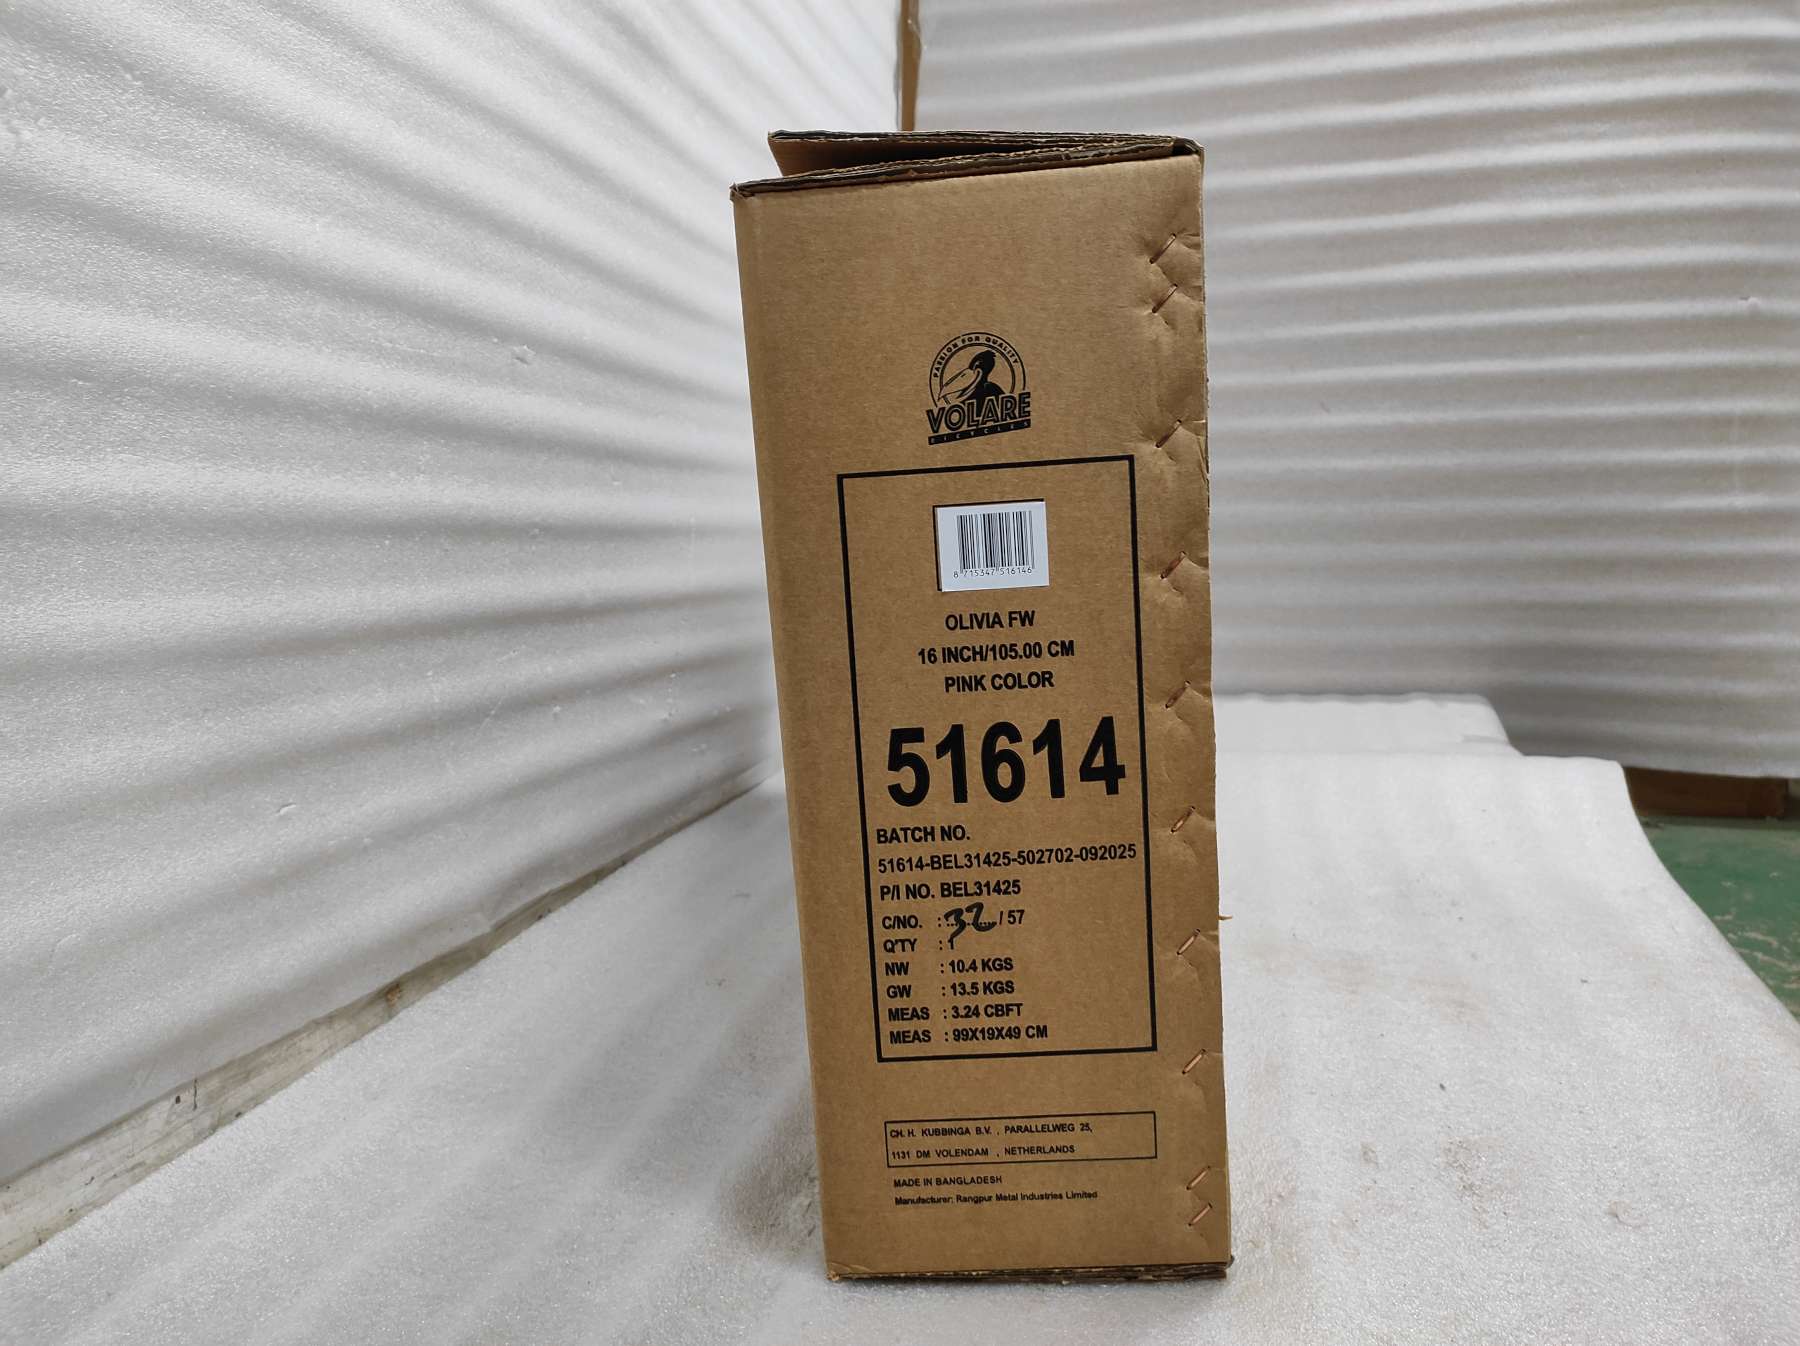 PASSION FOR QUALITY
VOLARE
BICYCLES
8 715347 516146
OLIVIA FW
16 INCH/105.00 CM
PINK COLOR
51614
BATCH NO.
51614-BEL31425-502702-092025
P/I NO. BEL31425
C/NO. : 32 / 57
Q'TY : 1
NW : 10.4 KGS
GW : 13.5 KGS
MEAS : 3.24 CBFT
MEAS : 99X19X49 CM
CH. H. KUBBINGA B.V. , PARALLELWEG 25,
1131 DM VOLENDAM , NETHERLANDS
MADE IN BANGLADESH
Manufacturer: Rangpur Metal Industries Limited